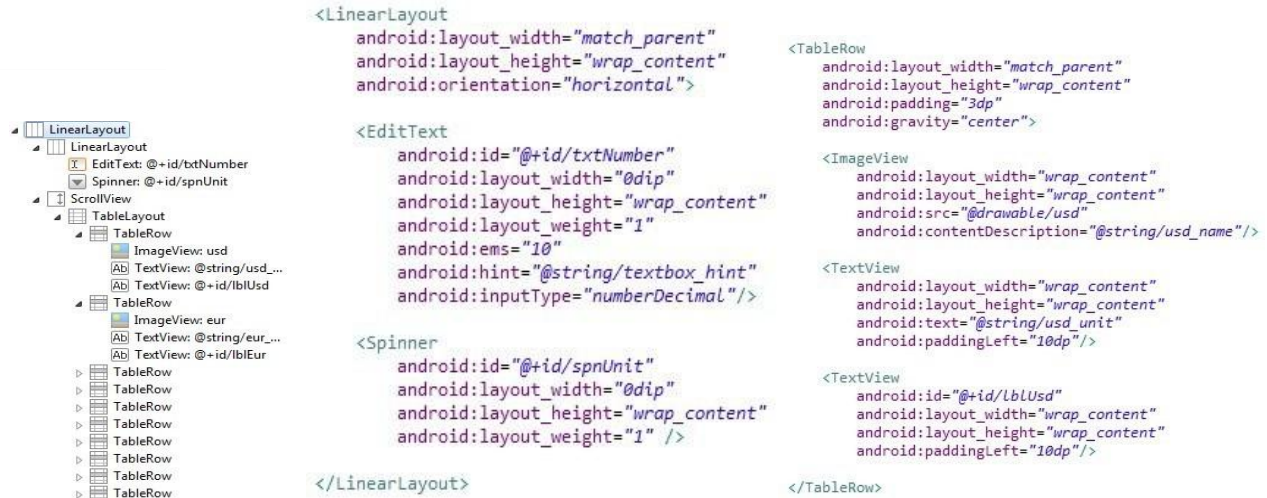 LinearLayout
LinearLayout
EditText: @+id/txtNumber
Spinner: @+id/spnUnit
ScrollView
TableLayout
TableRow
ImageView: usd
Ab TextView: @string/usd_...
Ab TextView: @+id/lblUsd
TableRow
ImageView: eur
Ab TextView: @string/eur_...
Ab TextView: @+id/lblEur
TableRow
TableRow
TableRow
TableRow
TableRow
TableRow
TableRow
TableRow
<LinearLayout
android:layout_width="match_parent"
android:layout_height="wrap_content"
android:orientation="horizontal">
<EditText
android:id="@+id/txtNumber"
android:layout_width="0dip"
android:layout_height="wrap_content"
android:layout_weight="1"
android:ems="10"
android:hint="@string/textbox_hint"
android:inputType="numberDecimal"/>
<Spinner
android:id="@+id/spnUnit"
android:layout_width="0dip"
android:layout_height="wrap_content"
android:layout_weight="1" />
</LinearLayout>
<TableRow
android:layout_width="match_parent"
android:layout_height="wrap_content"
android:padding="3dp"
android:gravity="center">
<ImageView
android:layout_width="wrap_content"
android:layout_height="wrap_content"
android:src="@drawable/usd"
android:contentDescription="@string/usd_name"/>
<TextView
android:layout_width="wrap_content"
android:layout_height="wrap_content"
android:text="@string/usd_unit"
android:paddingLeft="10dp"/>
<TextView
android:id="@+id/lblUsd"
android:layout_width="wrap_content"
android:layout_height="wrap_content"
android:paddingLeft="10dp"/>
</TableRow>